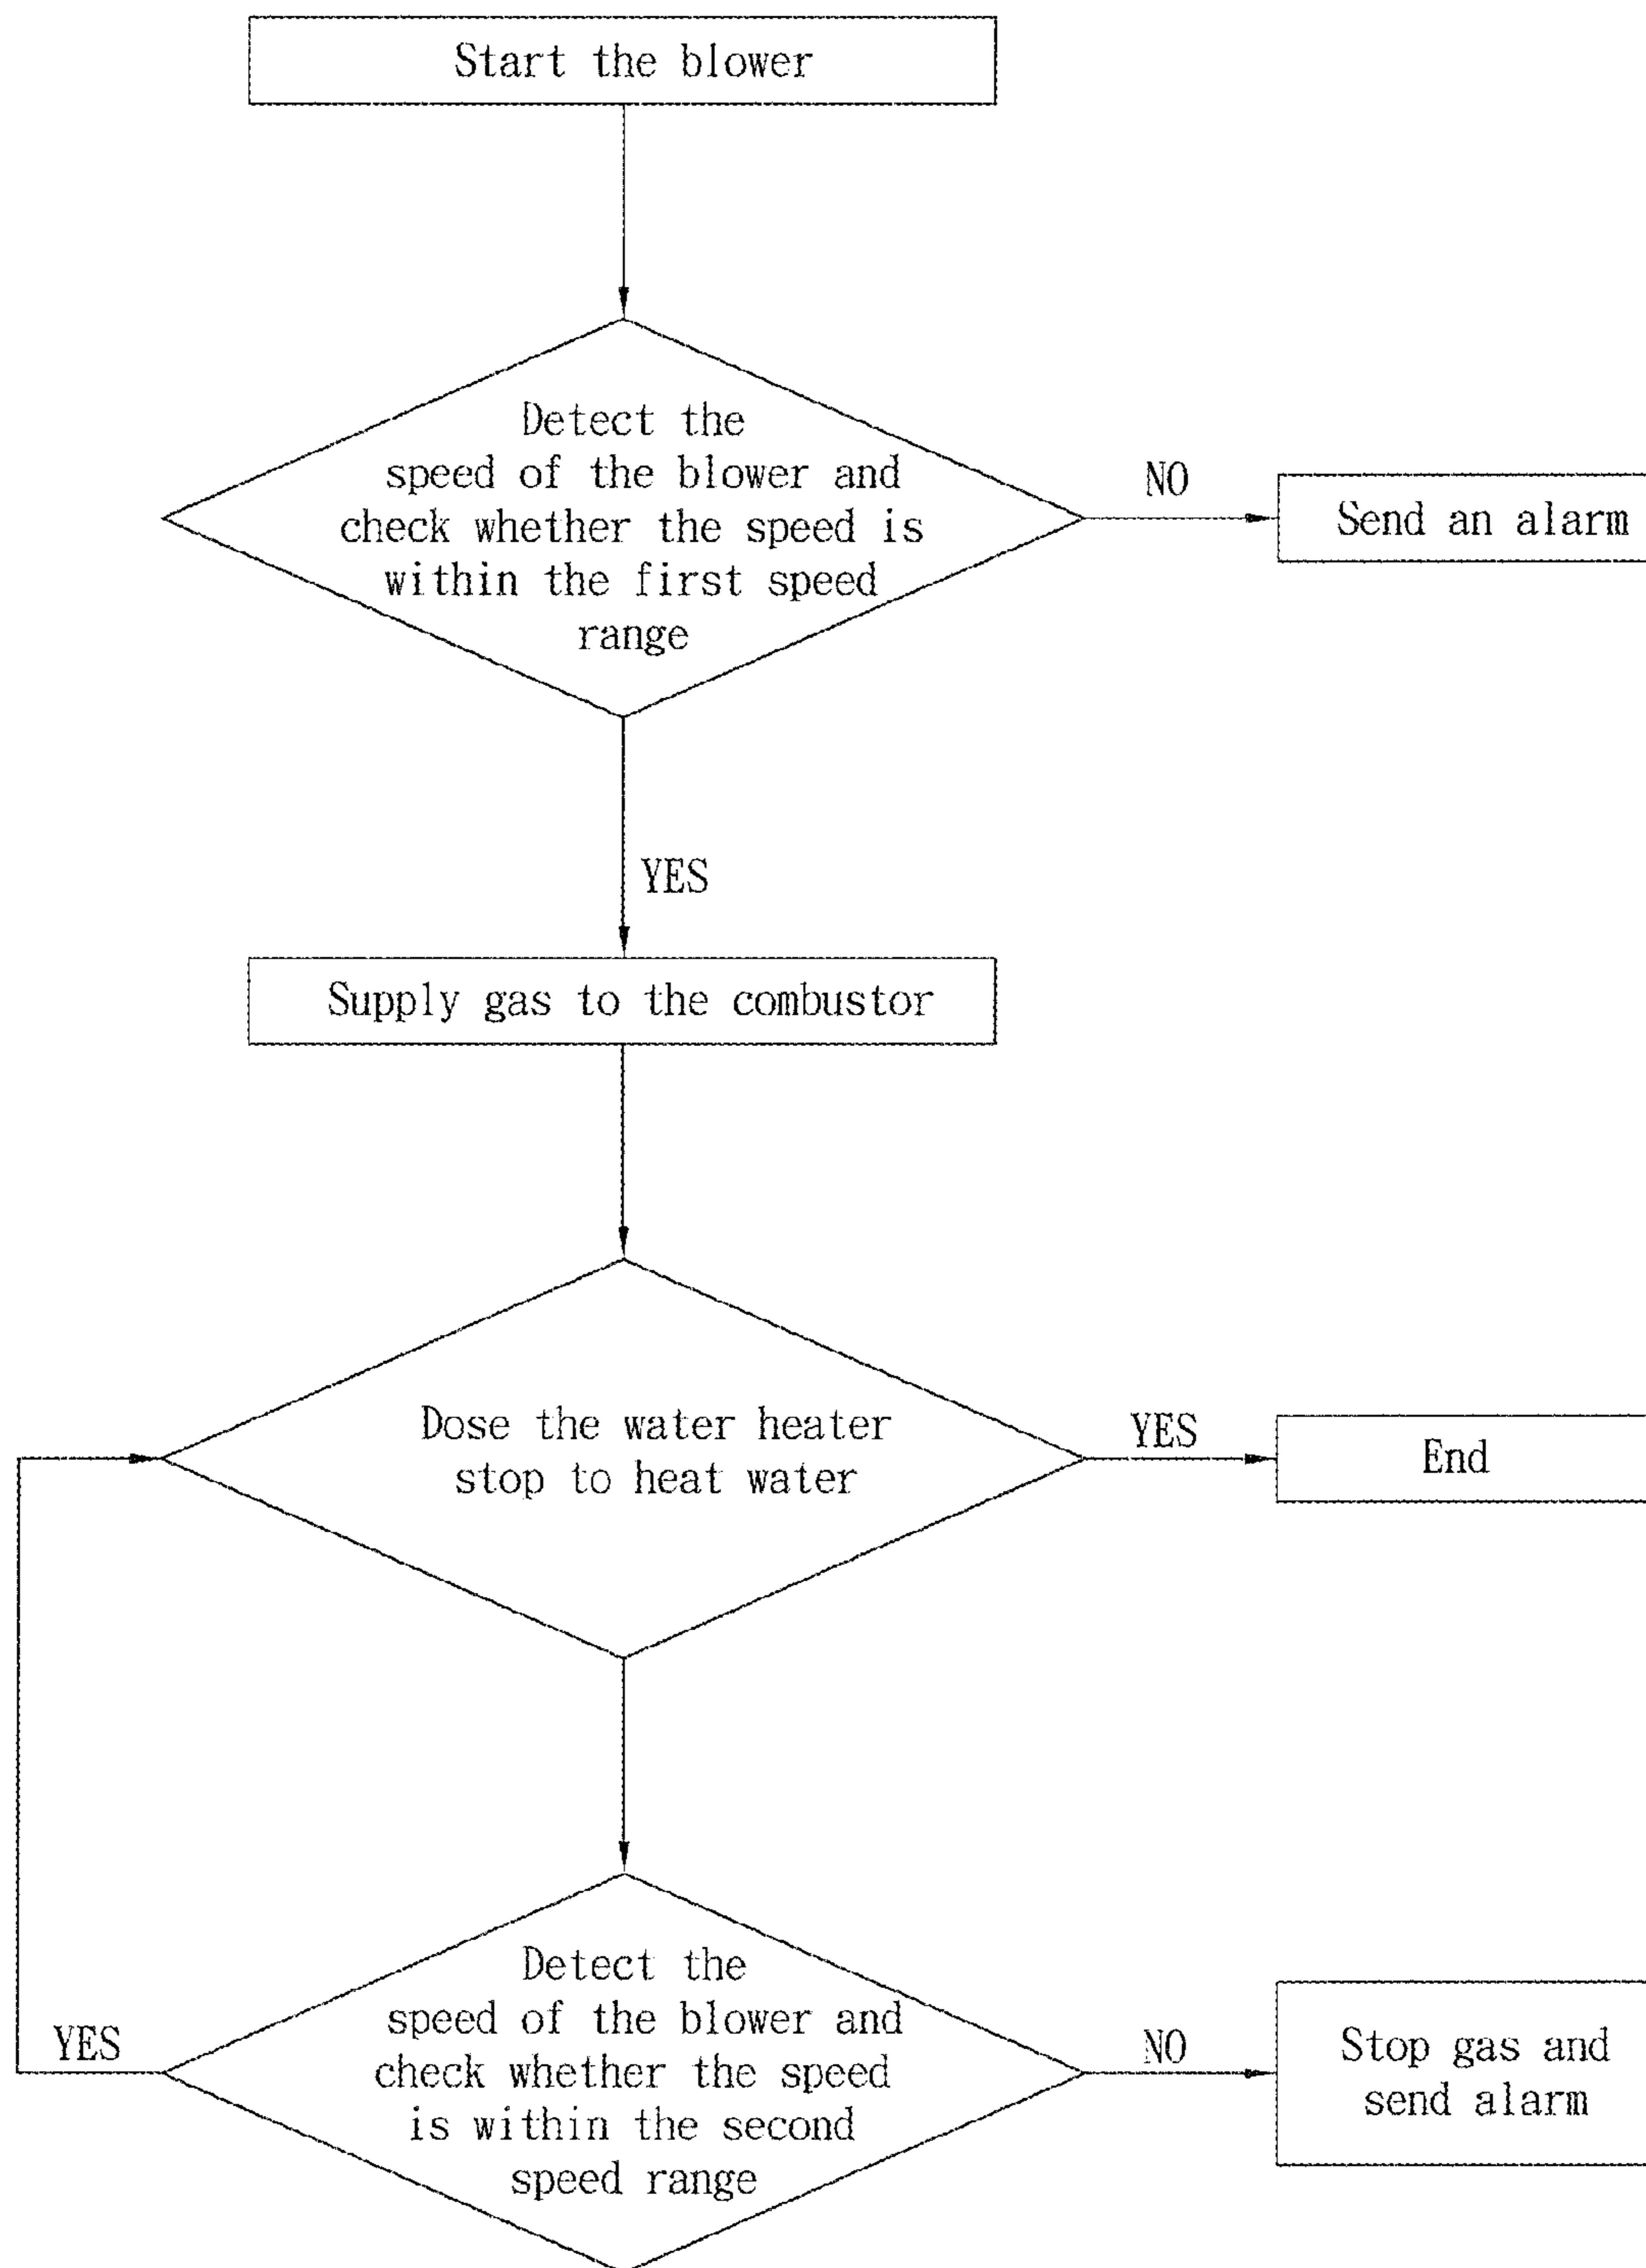 Start the blower
Detect the
speed of the blower and
check whether the speed is
within the first speed
range
NO
Send an alarm
YES
Supply gas to the combustor
Dose the water heater
stop to heat water
YES
End
Detect the
speed of the blower and
check whether the speed
is within the second
speed range
YES
NO
Stop gas and
send alarm